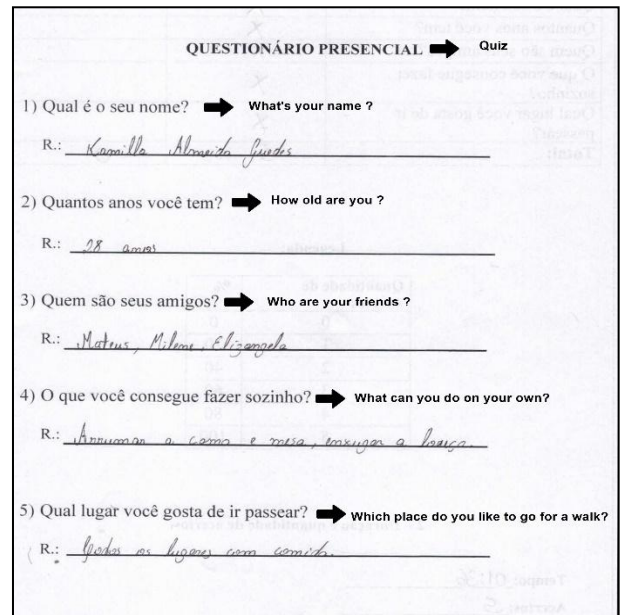 QUESTIONÁRIO PRESENCIAL Quiz
1) Qual é o seu nome? What's your name ?
R.: Kamilla Almeida Guedes
2) Quantos anos você tem? How old are you ?
R.: 28 anos
3) Quem são seus amigos? Who are your friends ?
R.: Mateus, Milene, Elizangela
4) O que você consegue fazer sozinho? What can you do on your own?
R.: Arrumar a cama e mesa, enxugar a louça.
5) Qual lugar você gosta de ir passear? Which place do you like to go for a walk?
R.: Todos os lugares com comida.